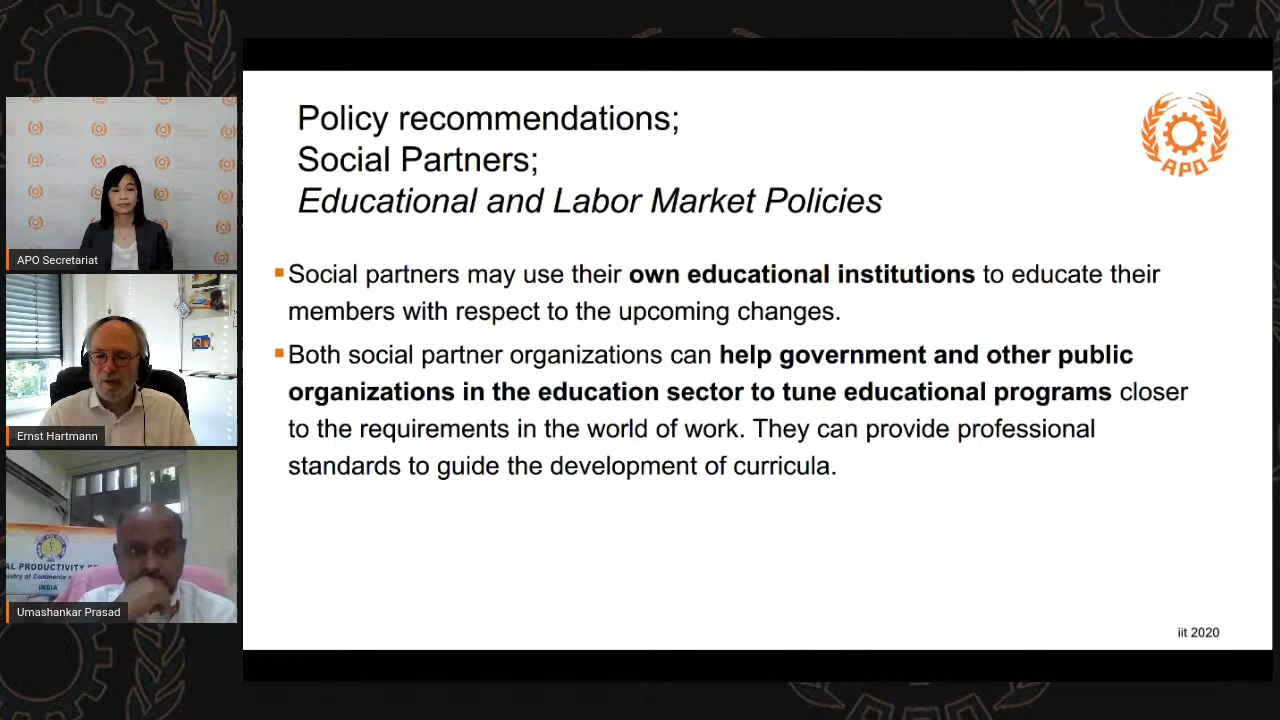 Policy recommendations;
Social Partners;
Educational and Labor Market Policies
APO
▪Social partners may use their own educational institutions to educate their
members with respect to the upcoming changes.
▪Both social partner organizations can help government and other public
organizations in the education sector to tune educational programs closer
to the requirements in the world of work. They can provide professional
standards to guide the development of curricula.
iit 2020
APO Secretariat
Ernst Hartmann
AL PRODUCTIVITY
INDIA
Umashankar Prasad